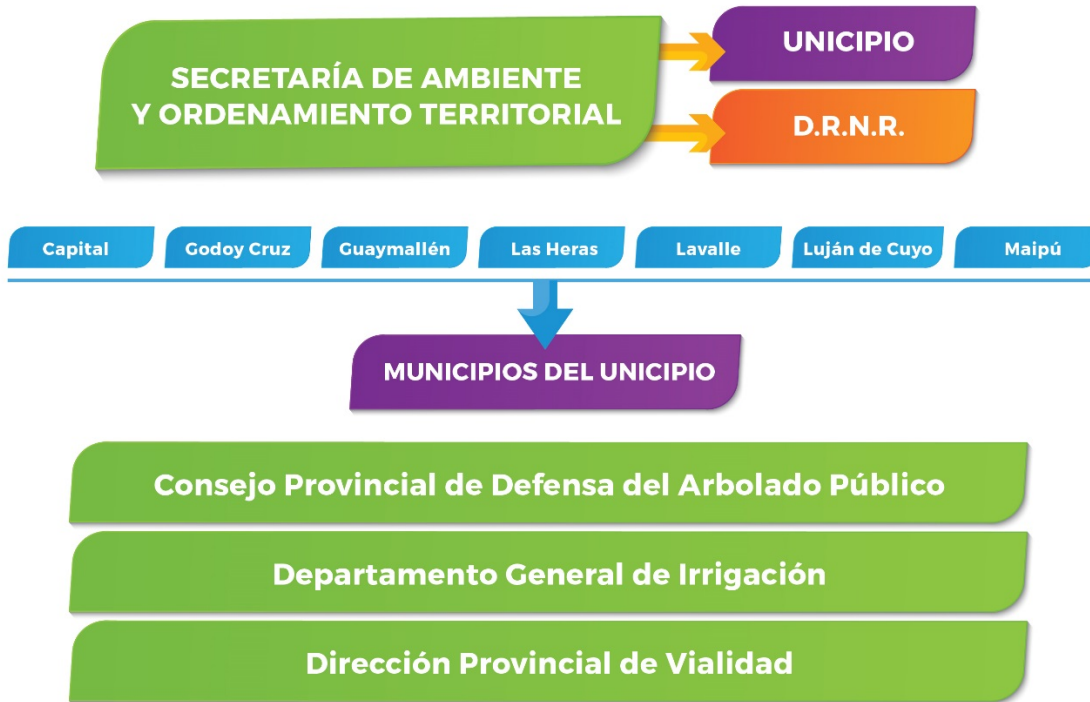 SECRETARÍA DE AMBIENTE
Y ORDENAMIENTO TERRITORIAL
UNICIPIO
D.R.N.R.
Capital
Godoy Cruz
Guaymallén
Las Heras
Lavalle
Luján de Cuyo
Maipú
MUNICIPIOS DEL UNICIPIO
Consejo Provincial de Defensa del Arbolado Público
Departamento General de Irrigación
Dirección Provincial de Vialidad